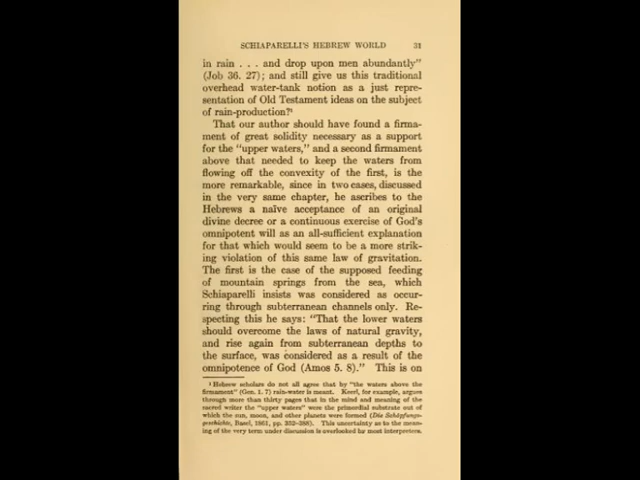 SCHIAPARELLI'S HEBREW WORLD 31
in rain . . . and drop upon men abundantly"
(Job 36. 27); and still give us this traditional
overhead water-tank notion as a just repre-
sentation of Old Testament ideas on the subject
of rain-production?¹
That our author should have found a firma-
ment of great solidity necessary as a support
for the "upper waters," and a second firmament
above that needed to keep the waters from
flowing off the convexity of the first, is the
more remarkable, since in two cases, discussed
in the very same chapter, he ascribes to the
Hebrews a naïve acceptance of an original
divine decree or a continuous exercise of God's
omnipotent will as an all-sufficient explanation
for that which would seem to be a more strik-
ing violation of this same law of gravitation.
The first is the case of the supposed feeding
of mountain springs from the sea, which
Schiaparelli insists was considered as occur-
ring through subterranean channels only. Re-
specting this he says: "That the lower waters
should overcome the laws of natural gravity,
and rise again from subterranean depths to
the surface, was considered as a result of the
omnipotence of God (Amos 5. 8)." This is on
¹ Hebrew scholars do not all agree that by "the waters above the
firmament" (Gen. 1. 7) rain-water is meant. Keerl, for example, argues
through more than thirty pages that in the mind and meaning of the
sacred writer the "upper waters" were the primordial substrate out of
which the sun, moon, and other planets were formed (Die Schöpfungs-
geschichte, Basel, 1861, pp. 352-388). This uncertainty as to the mean-
ing of the very term under discussion is overlooked by most interpreters.